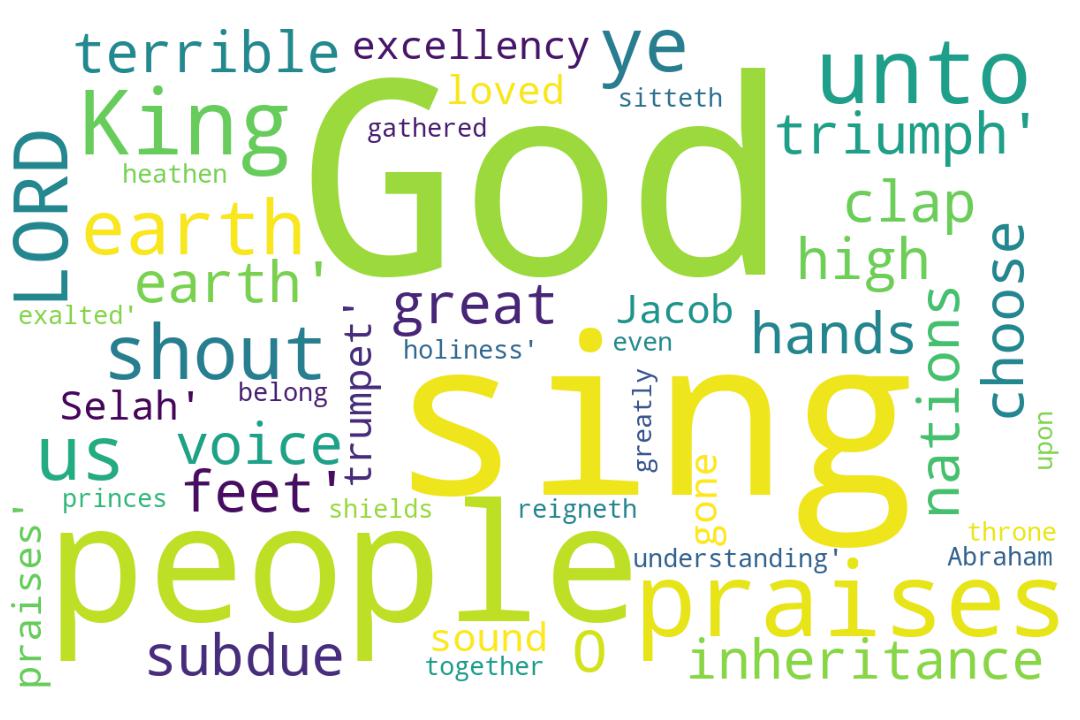 terrible
excellency
ye
unto
King
God
loved
sitteth
gathered
triumph'
heathen
LORD
earth
clap
high
choose
earth'
exalted'
great
Jacob
hands
nations
shout
trumpet'
holiness'
even
sing
Selah'
belong
greatly
us
voice
upon
princes
feet'
shields
reigneth
gone
praises'
people
understanding'
throne
Abraham
praises
subdue
sound
together
O
inheritance